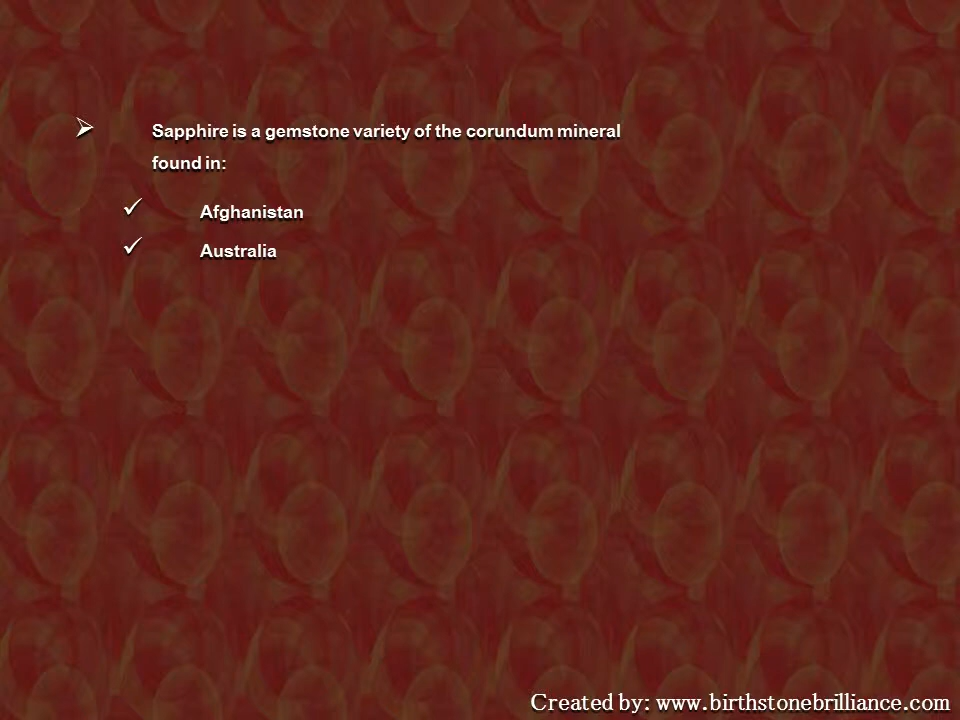 Sapphire is a gemstone variety of the corundum mineral
found in:
Afghanistan
Australia
Created by: www.birthstonebrilliance.com